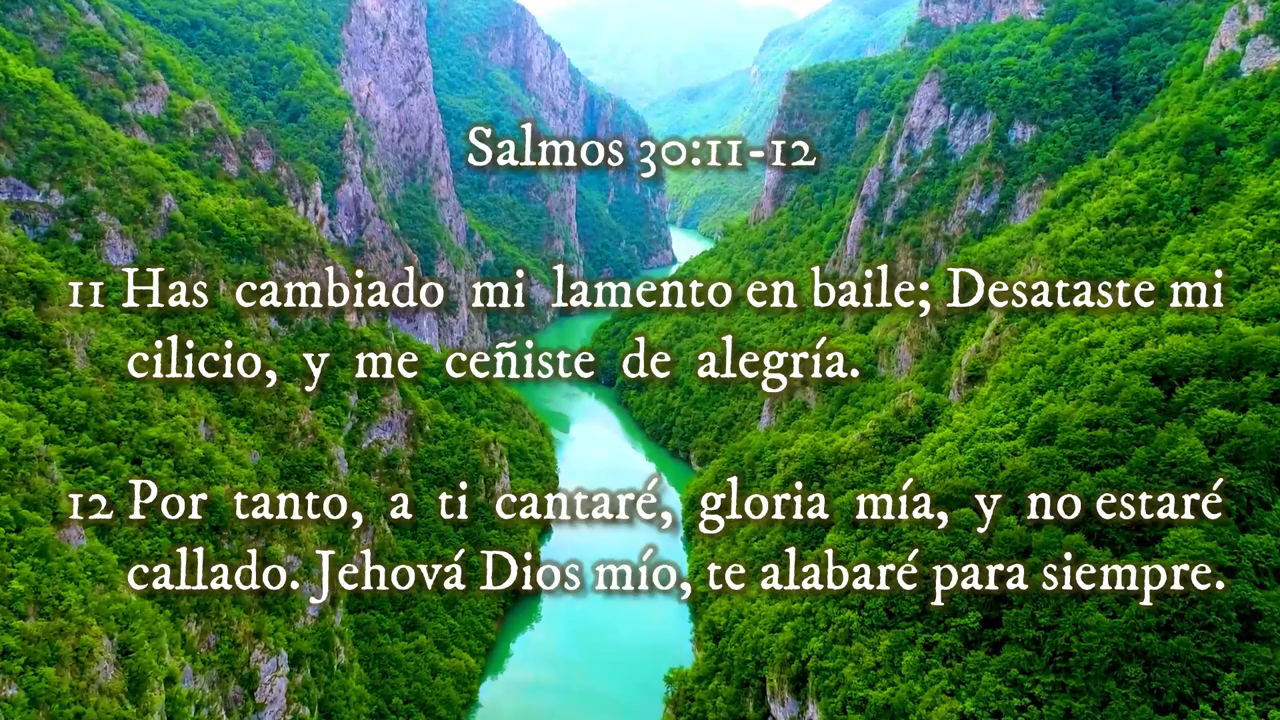 Salmos 30:11-12
11 Has cambiado mi lamento en baile; Desataste mi
cilicio, y me ceñiste de alegría.
12 Por tanto, a ti cantaré, gloria mía, y no estaré
callado. Jehová Dios mío, te alabaré para siempre.